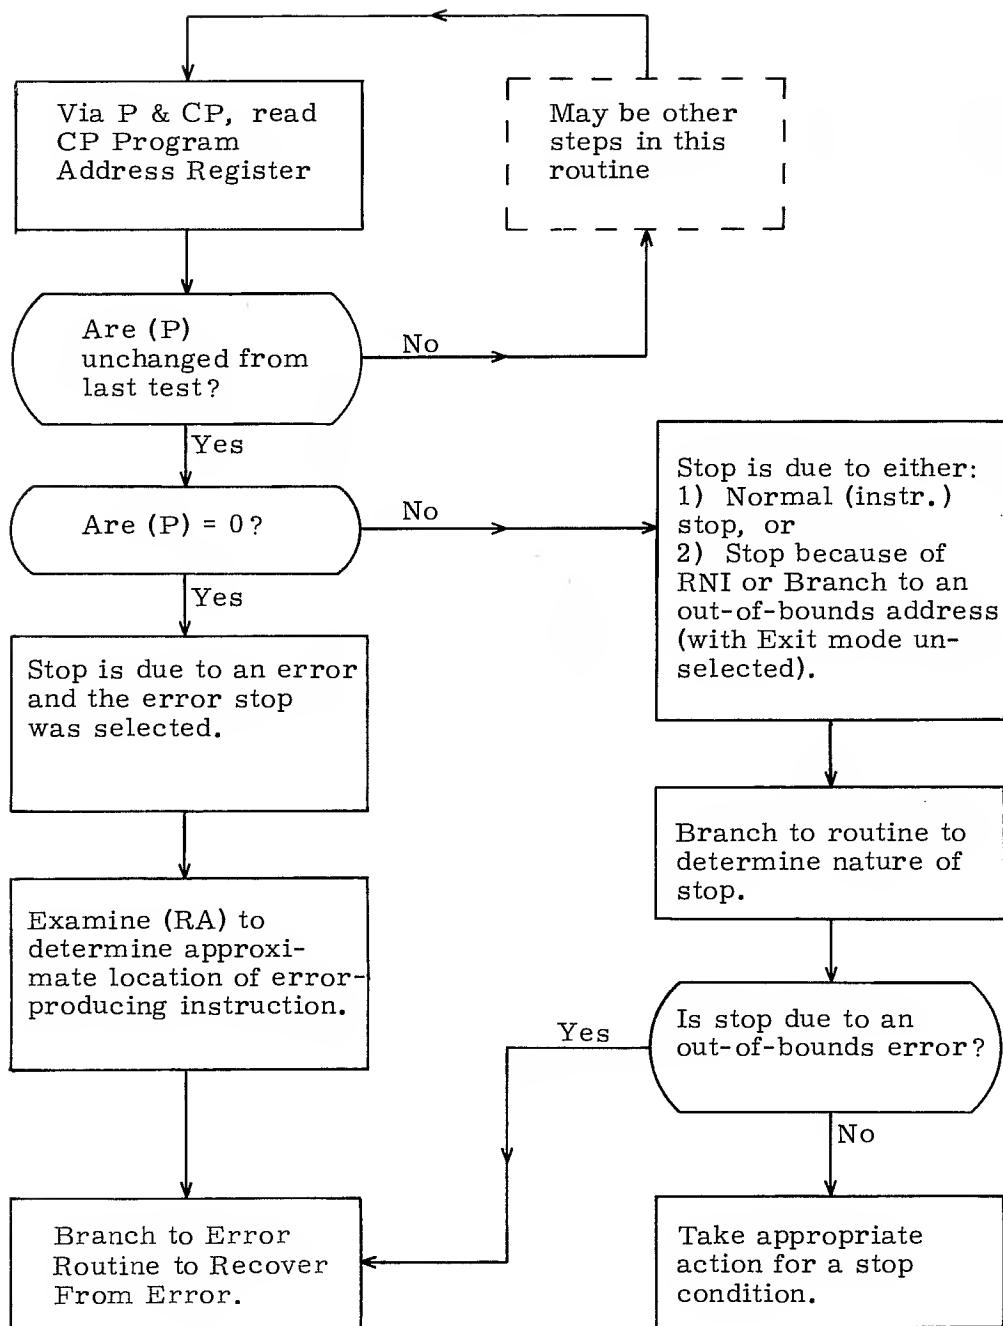 Via P & CP, read
CP Program
Address Register
May be other
steps in this
routine
Are (P)
unchanged from
last test?
No
Yes
Are (P) = 0?
No
Yes
Stop is due to either:
1) Normal (instr.)
stop, or
2) Stop because of
RNI or Branch to an
out-of-bounds address
(with Exit mode un-
selected).
Stop is due to an error
and the error stop
was selected.
Branch to routine to
determine nature of
stop.
Examine (RA) to
determine approxi-
mate location of error-
producing instruction.
Is stop due to an
out-of-bounds error?
Yes
No
Branch to Error
Routine to Recover
From Error.
Take appropriate
action for a stop
condition.